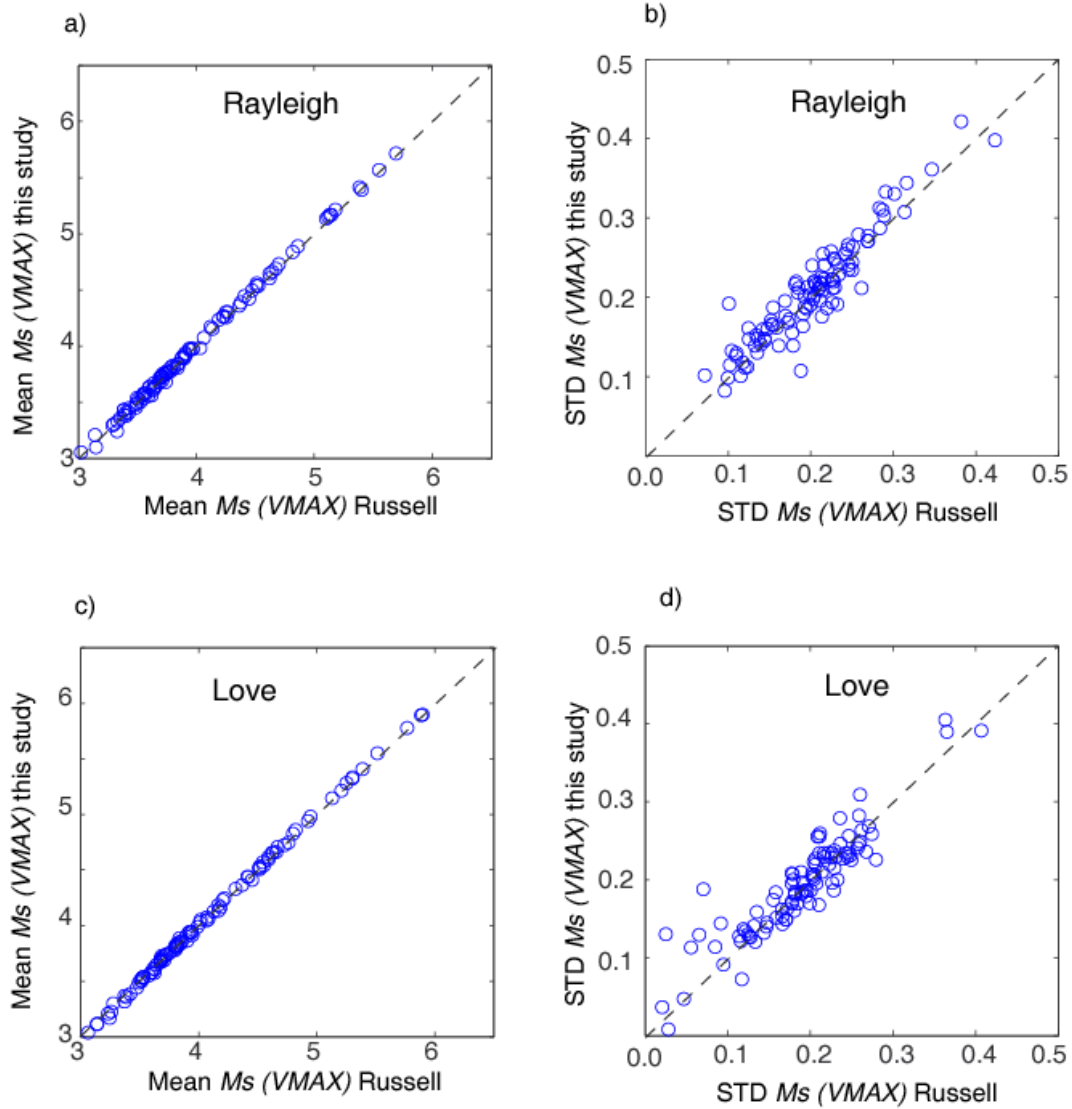 a)
Rayleigh
Mean Ms (VMAX) this study
6
5
4
3
3 4 5 6
Mean Ms (VMAX) Russell
b)
Rayleigh
STD Ms (VMAX) this study
0.5
0.4
0.3
0.2
0.1
0.0 0.1 0.2 0.3 0.4 0.5
STD Ms (VMAX) Russell
c)
Love
Mean Ms (VMAX) this study
6
5
4
3
3 4 5 6
Mean Ms (VMAX) Russell
d)
Love
STD Ms (VMAX) this study
0.5
0.4
0.3
0.2
0.1
0.0 0.1 0.2 0.3 0.4 0.5
STD Ms (VMAX) Russell